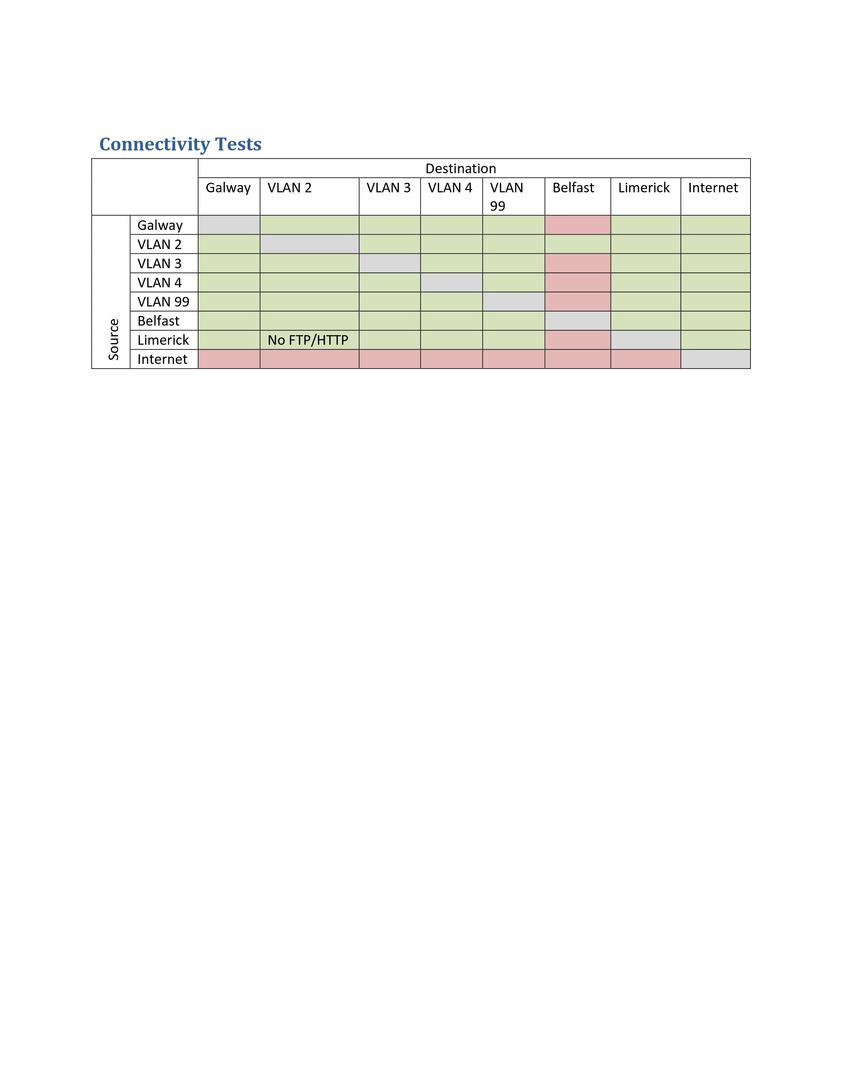 Connectivity Tests
Destination
Galway VLAN 2 VLAN 3 VLAN 4 VLAN 99 Belfast Limerick Internet
Source
Galway
VLAN 2
VLAN 3
VLAN 4
VLAN 99
Belfast
Limerick No FTP/HTTP
Internet